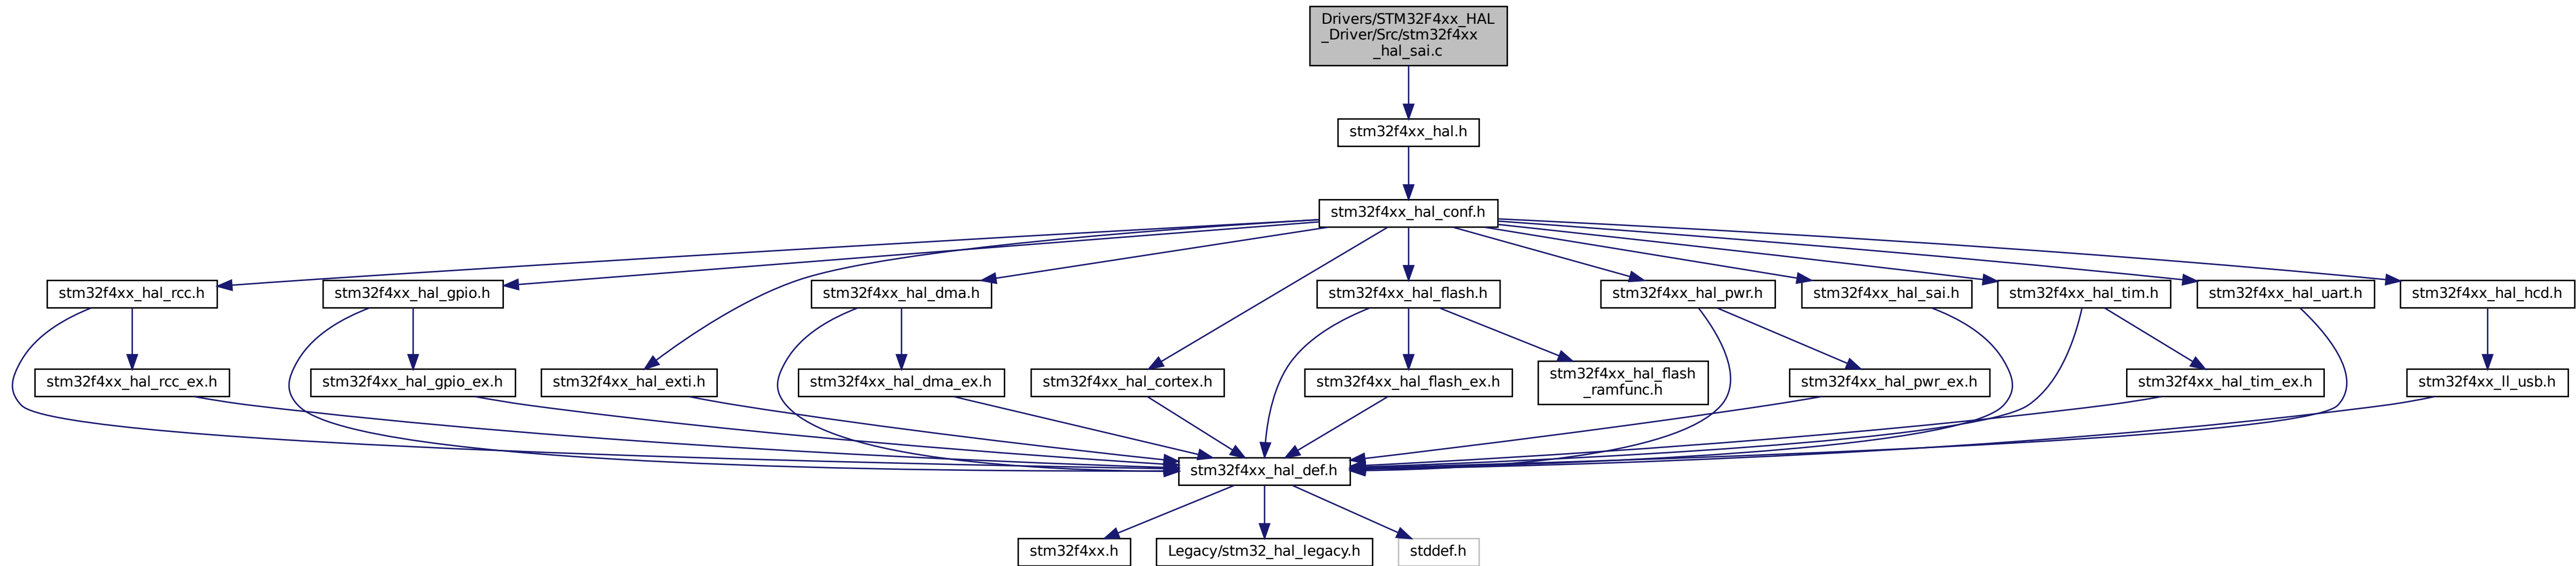 Drivers/STM32F4xx_HAL
_Driver/Src/stm32f4xx
_hal_sai.c
stm32f4xx_hal.h
stm32f4xx_hal_conf.h
stm32f4xx_hal_rcc.h
stm32f4xx_hal_gpio.h
stm32f4xx_hal_dma.h
stm32f4xx_hal_flash.h
stm32f4xx_hal_pwr.h
stm32f4xx_hal_sai.h
stm32f4xx_hal_tim.h
stm32f4xx_hal_uart.h
stm32f4xx_hal_hcd.h
stm32f4xx_hal_rcc_ex.h
stm32f4xx_hal_gpio_ex.h
stm32f4xx_hal_exti.h
stm32f4xx_hal_dma_ex.h
stm32f4xx_hal_cortex.h
stm32f4xx_hal_flash_ex.h
stm32f4xx_hal_flash
_ramfunc.h
stm32f4xx_hal_pwr_ex.h
stm32f4xx_hal_tim_ex.h
stm32f4xx_ll_usb.h
stm32f4xx_hal_def.h
stm32f4xx.h
Legacy/stm32_hal_legacy.h
stddef.h